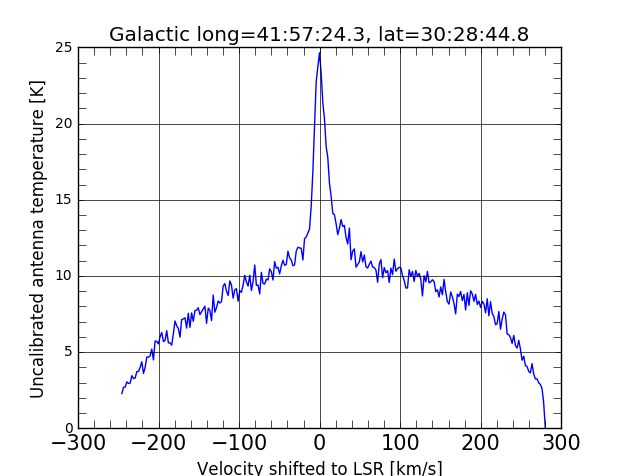 Galactic long=41:57:24.3, lat=30:28:44.8
25
20
15
10
5
0
Uncalibrated antenna temperature [K]
−300 −200 −100 0 100 200 300
Velocity shifted to LSR [km/s]